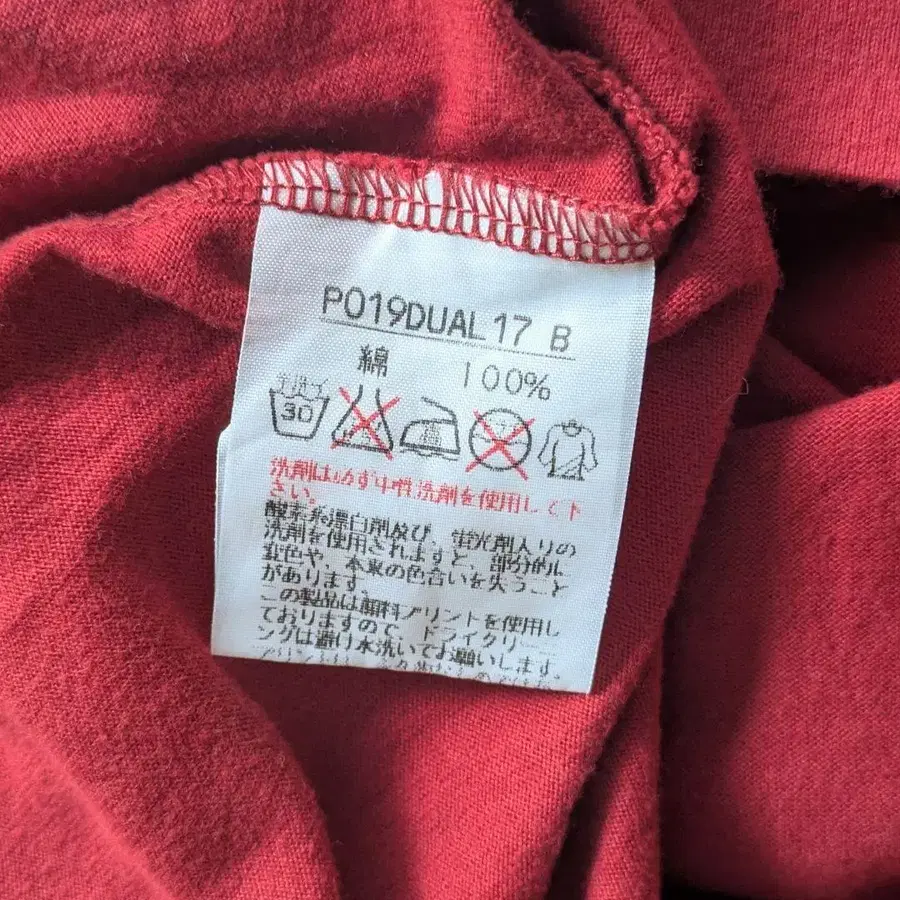 P019DUAL17 B
綿 100%
手洗イ
30
洗剤は必ず中性洗剤を使用して下
さい。
酸素系漂白剤及び、蛍光剤入りの
洗剤を使用されますと、部分的に
変色や、本来の色合いを失うこと
があります。
この製品は顔料プリントを使用し
ておりますので、ドライクリー
ングは避け水洗いでお願いします。